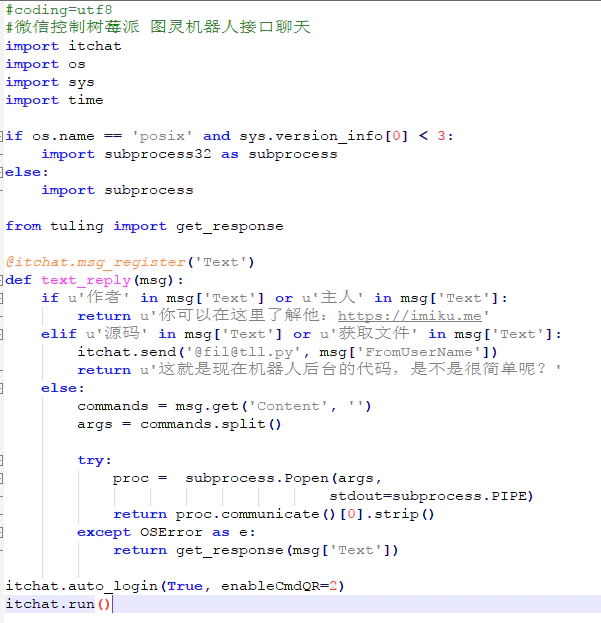 #coding=utf8
#微信控制树莓派 图灵机器人接口聊天
import itchat
import os
import sys
import time

if os.name == 'posix' and sys.version_info[0] < 3:
    import subprocess32 as subprocess
else:
    import subprocess

from tuling import get_response

@itchat.msg_register('Text')
def text_reply(msg):
    if u'作者' in msg['Text'] or u'主人' in msg['Text']:
        return u'你可以在这里了解他：https://imiku.me'
    elif u'源码' in msg['Text'] or u'获取文件' in msg['Text']:
        itchat.send('@fil@tll.py', msg['FromUserName'])
        return u'这就是现在机器人后台的代码，是不是很简单呢？'
    else:
        commands = msg.get('Content', '')
        args = commands.split()

        try:
            proc =  subprocess.Popen(args,
                                    stdout=subprocess.PIPE)
            return proc.communicate()[0].strip()
        except OSError as e:
            return get_response(msg['Text'])

itchat.auto_login(True, enableCmdQR=2)
itchat.run()